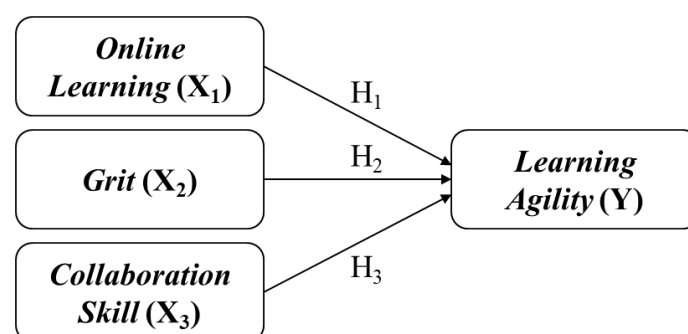 Online
Learning (X₁)
H₁
Grit (X₂)
H₂
Learning
Agility (Y)
Collaboration
Skill (X₃)
H₃